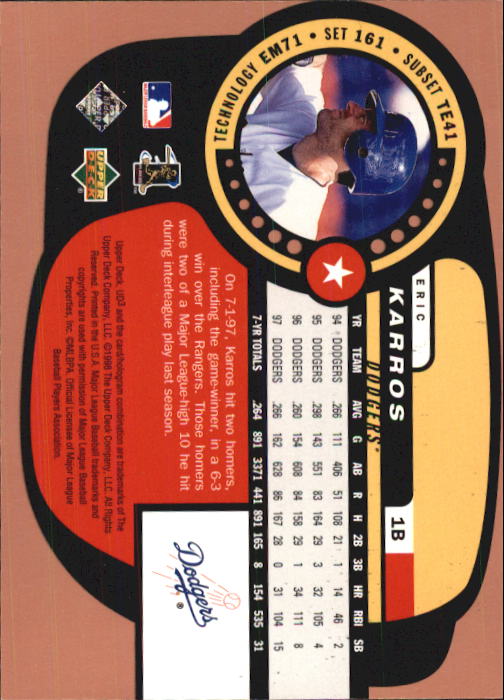 TECHNOLOGY EM71 • SET 161 • SUBSET TE41
ERIC
KARROS
1B
DODGERS
YR TEAM AVG G AB R H 2B 3B HR RBI SB
94 DODGERS .266 111 406 51 108 21 1 14 46 2
95 DODGERS .298 143 551 83 164 29 3 32 105 4
96 DODGERS .260 154 608 84 158 29 1 34 111 8
97 DODGERS .266 162 628 86 167 28 0 31 104 15
7-YR TOTALS .264 891 3371 441 891 165 8 154 535 31
On 7-1-97, Karros hit two homers,
including the game-winner, in a 6-3
win over the Rangers. Those homers
were two of a Major League-high 10 he hit
during interleague play last season.
Dodgers®
UPPER DECK
Upper Deck, UD3 and the card/hologram combination are trademarks of The
Upper Deck Company, LLC. ©1998 The Upper Deck Company, LLC. All Rights
Reserved. Printed in the U.S.A. Major League Baseball trademarks and
copyrights are used with permission of Major League Baseball
Properties, Inc. ©MLBPA Official Licensee of Major League
Baseball Players Association.